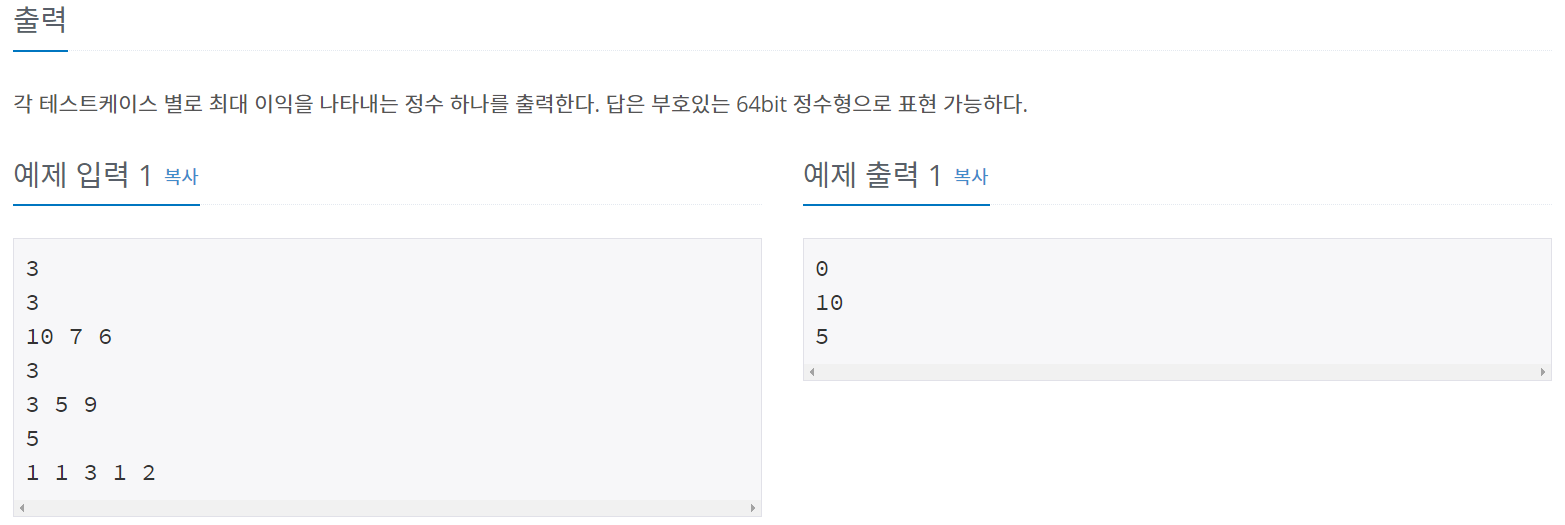 출력
각 테스트케이스 별로 최대 이익을 나타내는 정수 하나를 출력한다. 답은 부호있는 64bit 정수형으로 표현 가능하다.
예제 입력 1 복사
3
3
10 7 6
3
3 5 9
5
1 1 3 1 2
예제 출력 1 복사
0
10
5